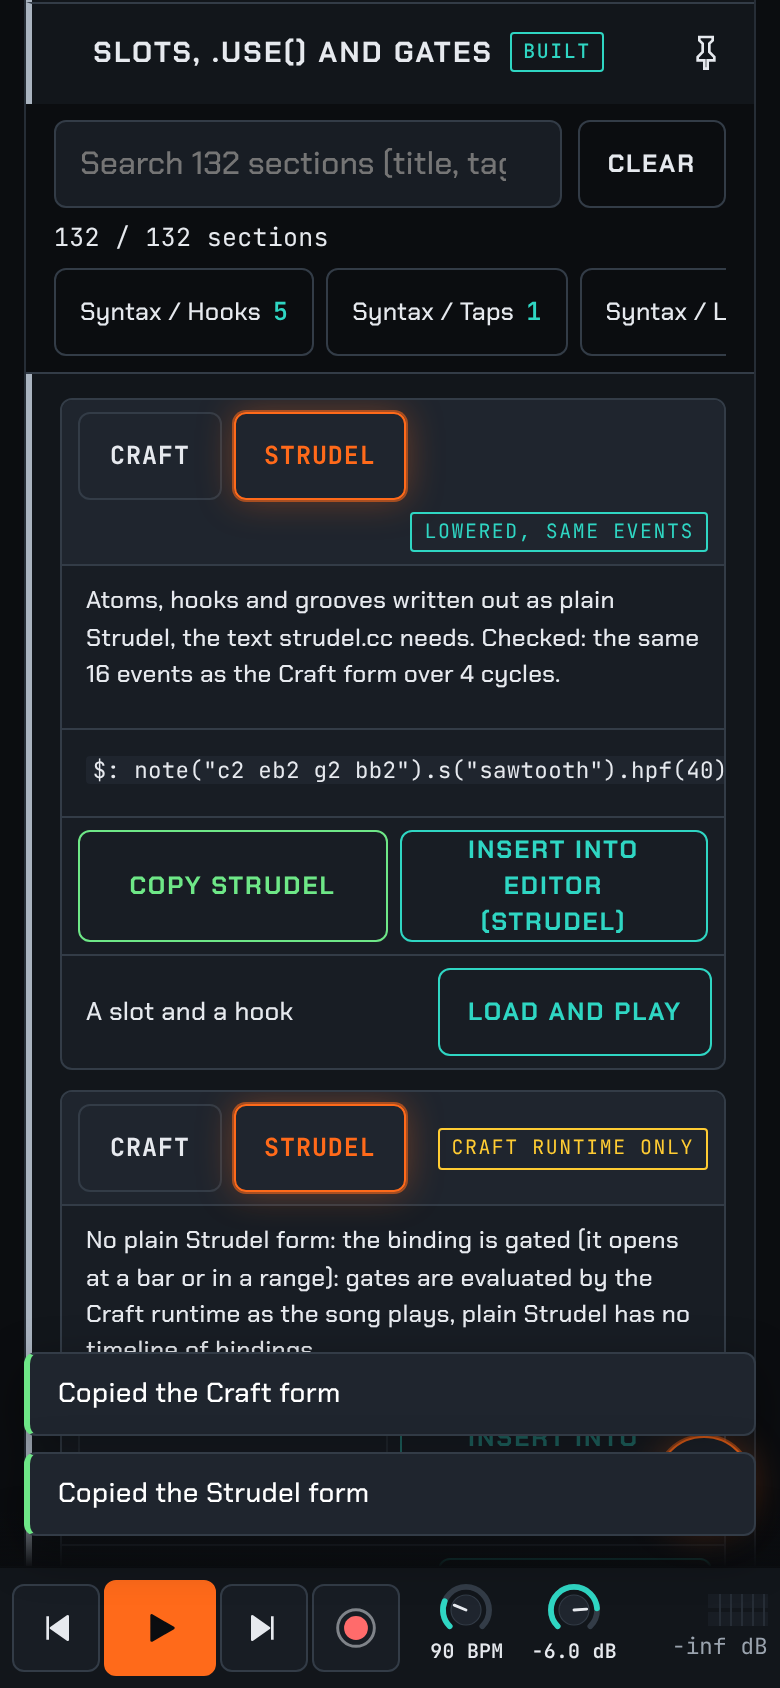 SLOTS, .USE() AND GATES BUILT
Search 132 sections (title, tag
CLEAR
132 / 132 sections
Syntax / Hooks 5
Syntax / Taps 1
Syntax / L
CRAFT
STRUDEL
LOWERED, SAME EVENTS
Atoms, hooks and grooves written out as plain
Strudel, the text strudel.cc needs. Checked: the same
16 events as the Craft form over 4 cycles.
$: note("c2 eb2 g2 bb2").s("sawtooth").hpf(40)
COPY STRUDEL
INSERT INTO
EDITOR
(STRUDEL)
A slot and a hook
LOAD AND PLAY
CRAFT
STRUDEL
CRAFT RUNTIME ONLY
No plain Strudel form: the binding is gated (it opens
at a bar or in a range): gates are evaluated by the
Craft runtime as the song plays, plain Strudel has no
timeline of bindings
Copied the Craft form
INSERT INTO
Copied the Strudel form
90 BPM
-6.0 dB
-inf dB